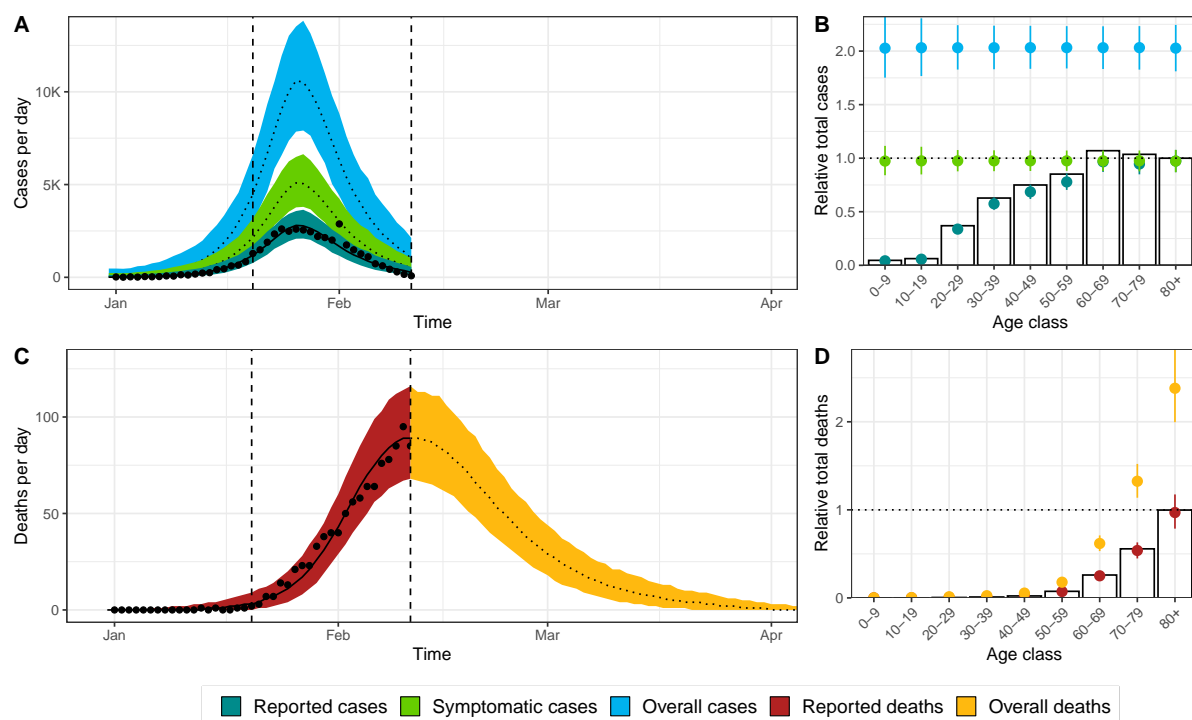 A
Cases per day
10K
5K
0
Jan
Feb
Mar
Apr
Time
B
Relative total cases
2.0
1.5
1.0
0.5
0.0
0−9
10−19
20−29
30−39
40−49
50−59
60−69
70−79
80+
Age class
C
Deaths per day
100
50
0
Jan
Feb
Mar
Apr
Time
D
Relative total deaths
2
1
0
0−9
10−19
20−29
30−39
40−49
50−59
60−69
70−79
80+
Age class
Reported cases Symptomatic cases Overall cases Reported deaths Overall deaths